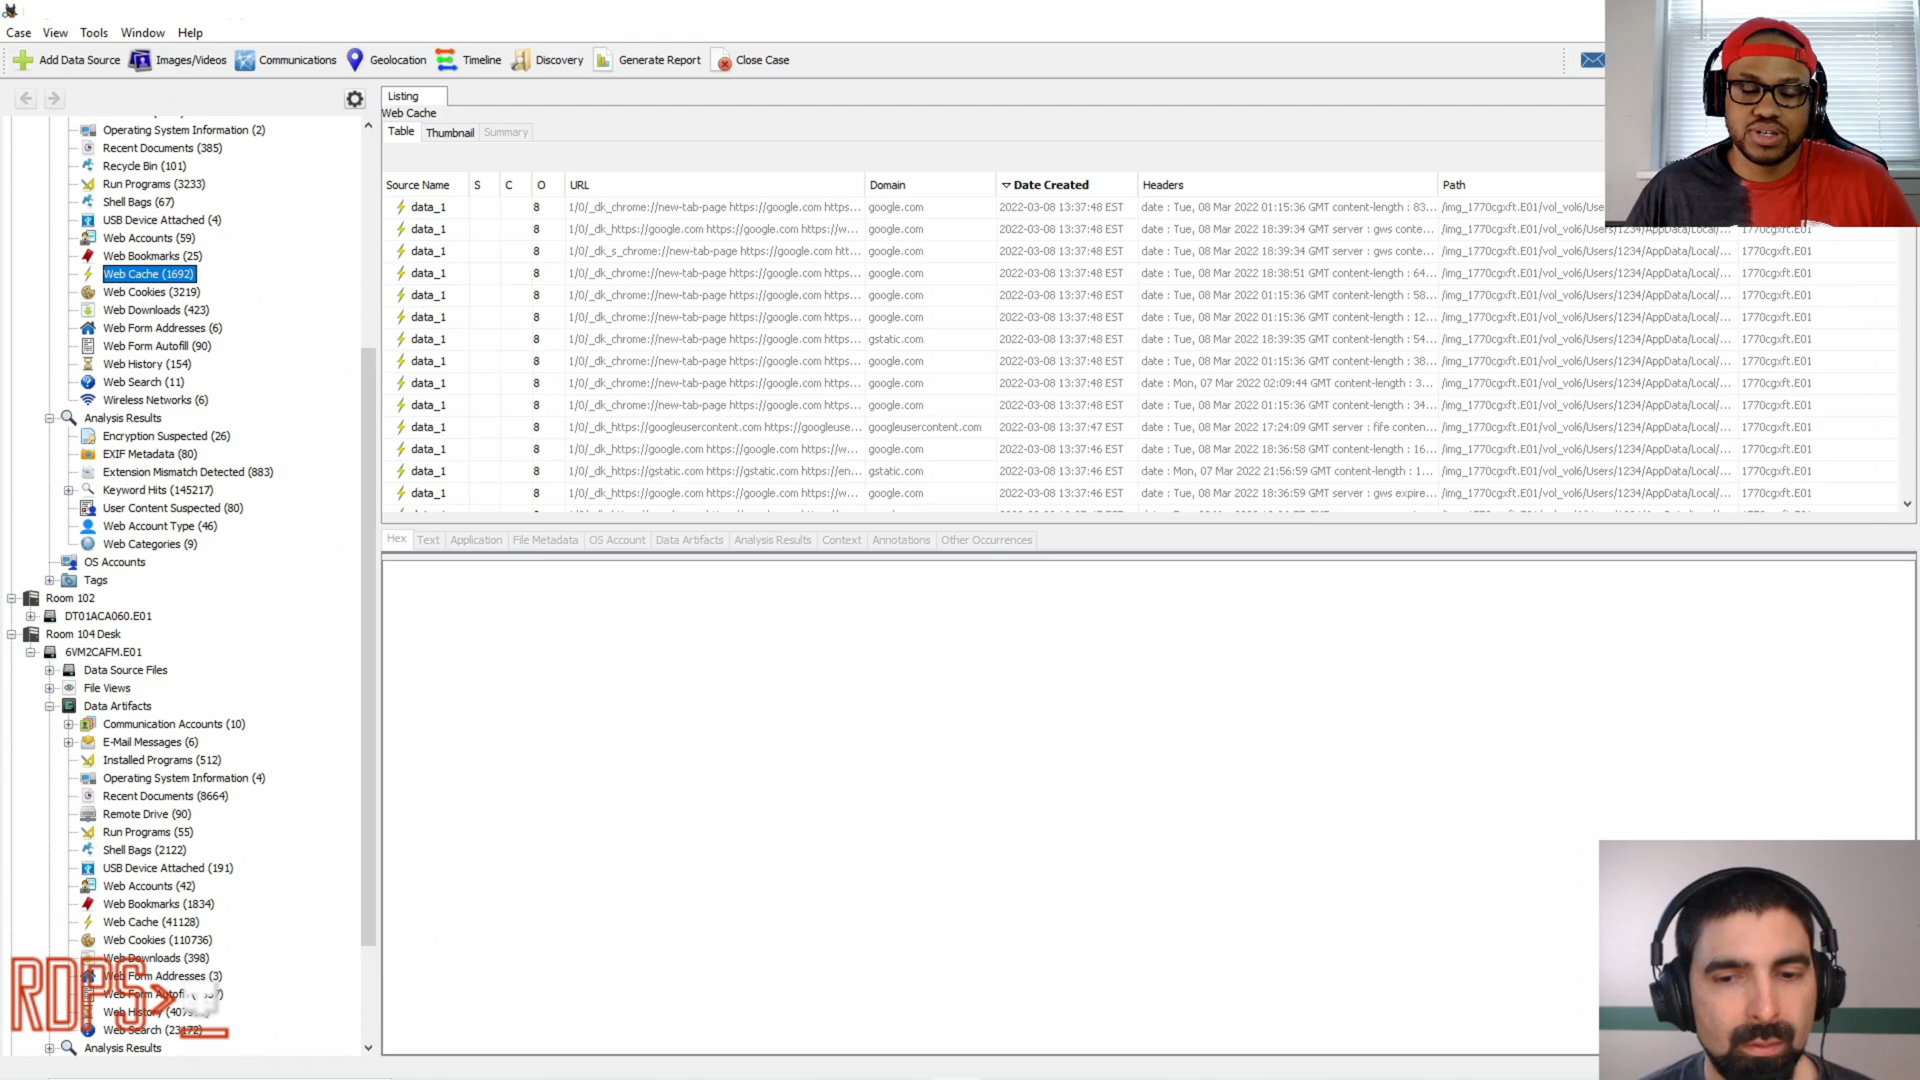 Case View Tools Window Help
Add Data Source Images/Videos Communications Geolocation Timeline Discovery Generate Report Close Case
Operating System Information (2)
Recent Documents (385)
Recycle Bin (101)
Run Programs (3233)
Shell Bags (67)
USB Device Attached (4)
Web Accounts (59)
Web Bookmarks (25)
Web Cache (1692)
Web Cookies (3219)
Web Downloads (423)
Web Form Addresses (6)
Web Form Autofill (90)
Web History (154)
Web Search (11)
Wireless Networks (6)
Analysis Results
Encryption Suspected (26)
EXIF Metadata (80)
Extension Mismatch Detected (883)
Keyword Hits (145217)
User Content Suspected (80)
Web Account Type (46)
Web Categories (9)
OS Accounts
Tags
Room 102
DT01ACA060.E01
Room 104 Desk
6VM2CAFM.E01
Data Source Files
File Views
Data Artifacts
Communication Accounts (10)
E-Mail Messages (6)
Installed Programs (512)
Operating System Information (4)
Recent Documents (8664)
Remote Drive (90)
Run Programs (55)
Shell Bags (2122)
USB Device Attached (191)
Web Accounts (42)
Web Bookmarks (1834)
Web Cache (41128)
Web Cookies (110736)
Web Downloads (398)
Web Form Addresses (3)
Web Form
Web History
Web Search (23172)
Analysis Results
RDPS>
Listing
Web Cache
Table Thumbnail Summary
Source Name S C O URL Domain Date Created Headers Path
data_1 8 1/0/_dk_chrome://new-tab-page https://google.com https... google.com 2022-03-08 13:37:48 EST date : Tue, 08 Mar 2022 01:15:36 GMT content-length : 83... /img_1770cgxft.E01/vol_vol6/Use
data_1 8 1/0/_dk_https://google.com https://google.com https://w... google.com 2022-03-08 13:37:48 EST date : Tue, 08 Mar 2022 18:39:34 GMT server : gws conte... /img_1770cgxft.E01/vol_vol6/Users/1234/AppData/Local/... 1770cgxft.E01
data_1 8 1/0/_dk_s_chrome://new-tab-page https://google.com htt... google.com 2022-03-08 13:37:48 EST date : Tue, 08 Mar 2022 18:39:34 GMT server : gws conte... /img_1770cgxft.E01/vol_vol6/Users/1234/AppData/Local/... 1770cgxft.E01
data_1 8 1/0/_dk_chrome://new-tab-page https://google.com https... google.com 2022-03-08 13:37:48 EST date : Tue, 08 Mar 2022 18:38:51 GMT content-length : 64... /img_1770cgxft.E01/vol_vol6/Users/1234/AppData/Local/... 1770cgxft.E01
data_1 8 1/0/_dk_chrome://new-tab-page https://google.com https... google.com 2022-03-08 13:37:48 EST date : Tue, 08 Mar 2022 01:15:36 GMT content-length : 58... /img_1770cgxft.E01/vol_vol6/Users/1234/AppData/Local/... 1770cgxft.E01
data_1 8 1/0/_dk_chrome://new-tab-page https://google.com https... google.com 2022-03-08 13:37:48 EST date : Tue, 08 Mar 2022 01:15:36 GMT content-length : 12... /img_1770cgxft.E01/vol_vol6/Users/1234/AppData/Local/... 1770cgxft.E01
data_1 8 1/0/_dk_chrome://new-tab-page https://google.com https... gstatic.com 2022-03-08 13:37:48 EST date : Tue, 08 Mar 2022 18:39:35 GMT content-length : 54... /img_1770cgxft.E01/vol_vol6/Users/1234/AppData/Local/... 1770cgxft.E01
data_1 8 1/0/_dk_chrome://new-tab-page https://google.com https... google.com 2022-03-08 13:37:48 EST date : Tue, 08 Mar 2022 01:15:36 GMT content-length : 38... /img_1770cgxft.E01/vol_vol6/Users/1234/AppData/Local/... 1770cgxft.E01
data_1 8 1/0/_dk_chrome://new-tab-page https://google.com https... google.com 2022-03-08 13:37:48 EST date : Mon, 07 Mar 2022 02:09:44 GMT content-length : 3... /img_1770cgxft.E01/vol_vol6/Users/1234/AppData/Local/... 1770cgxft.E01
data_1 8 1/0/_dk_chrome://new-tab-page https://google.com https... google.com 2022-03-08 13:37:48 EST date : Tue, 08 Mar 2022 01:15:36 GMT content-length : 34... /img_1770cgxft.E01/vol_vol6/Users/1234/AppData/Local/... 1770cgxft.E01
data_1 8 1/0/_dk_https://googleusercontent.com https://googleuse... googleusercontent.com 2022-03-08 13:37:47 EST date : Tue, 08 Mar 2022 17:24:09 GMT server : fife conten... /img_1770cgxft.E01/vol_vol6/Users/1234/AppData/Local/... 1770cgxft.E01
data_1 8 1/0/_dk_https://google.com https://google.com https://w... google.com 2022-03-08 13:37:46 EST date : Tue, 08 Mar 2022 18:36:58 GMT content-length : 16... /img_1770cgxft.E01/vol_vol6/Users/1234/AppData/Local/... 1770cgxft.E01
data_1 8 1/0/_dk_https://gstatic.com https://gstatic.com https://en... gstatic.com 2022-03-08 13:37:46 EST date : Mon, 07 Mar 2022 21:56:59 GMT content-length : 1... /img_1770cgxft.E01/vol_vol6/Users/1234/AppData/Local/... 1770cgxft.E01
data_1 8 1/0/_dk_https://google.com https://google.com https://w... google.com 2022-03-08 13:37:46 EST date : Tue, 08 Mar 2022 18:36:59 GMT server : gws expire... /img_1770cgxft.E01/vol_vol6/Users/1234/AppData/Local/... 1770cgxft.E01
Hex Text Application File Metadata OS Account Data Artifacts Analysis Results Context Annotations Other Occurrences